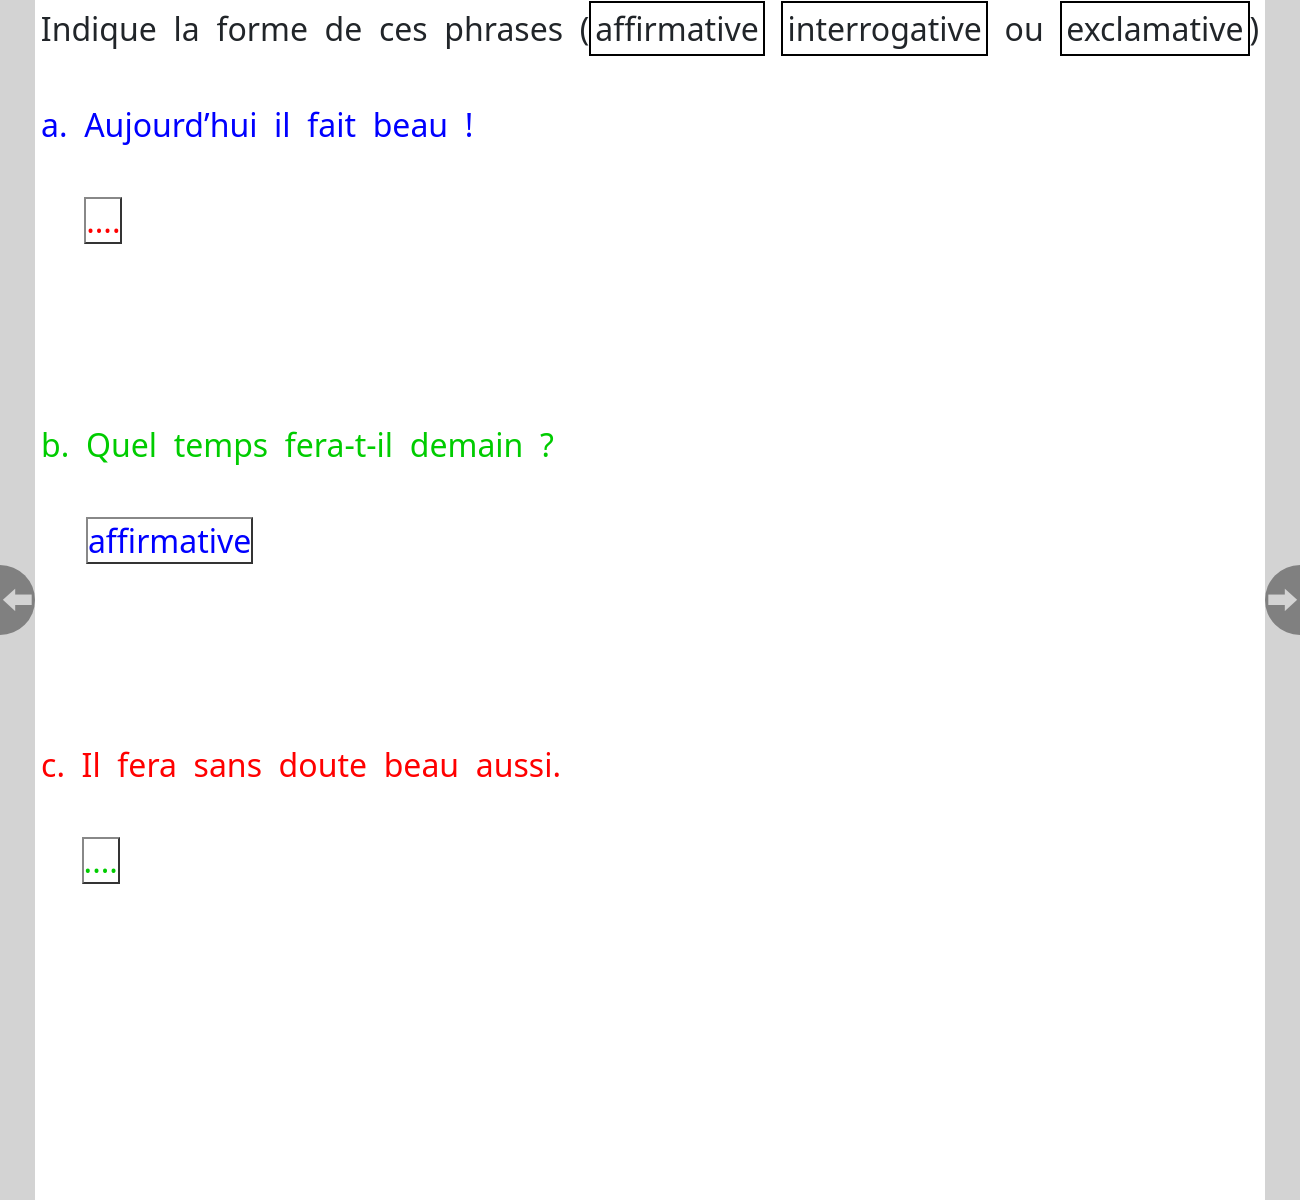 Indique la forme de ces phrases (affirmative interrogative ou exclamative)
a. Aujourd’hui il fait beau !
....
b. Quel temps fera-t-il demain ?
affirmative
c. Il fera sans doute beau aussi.
....